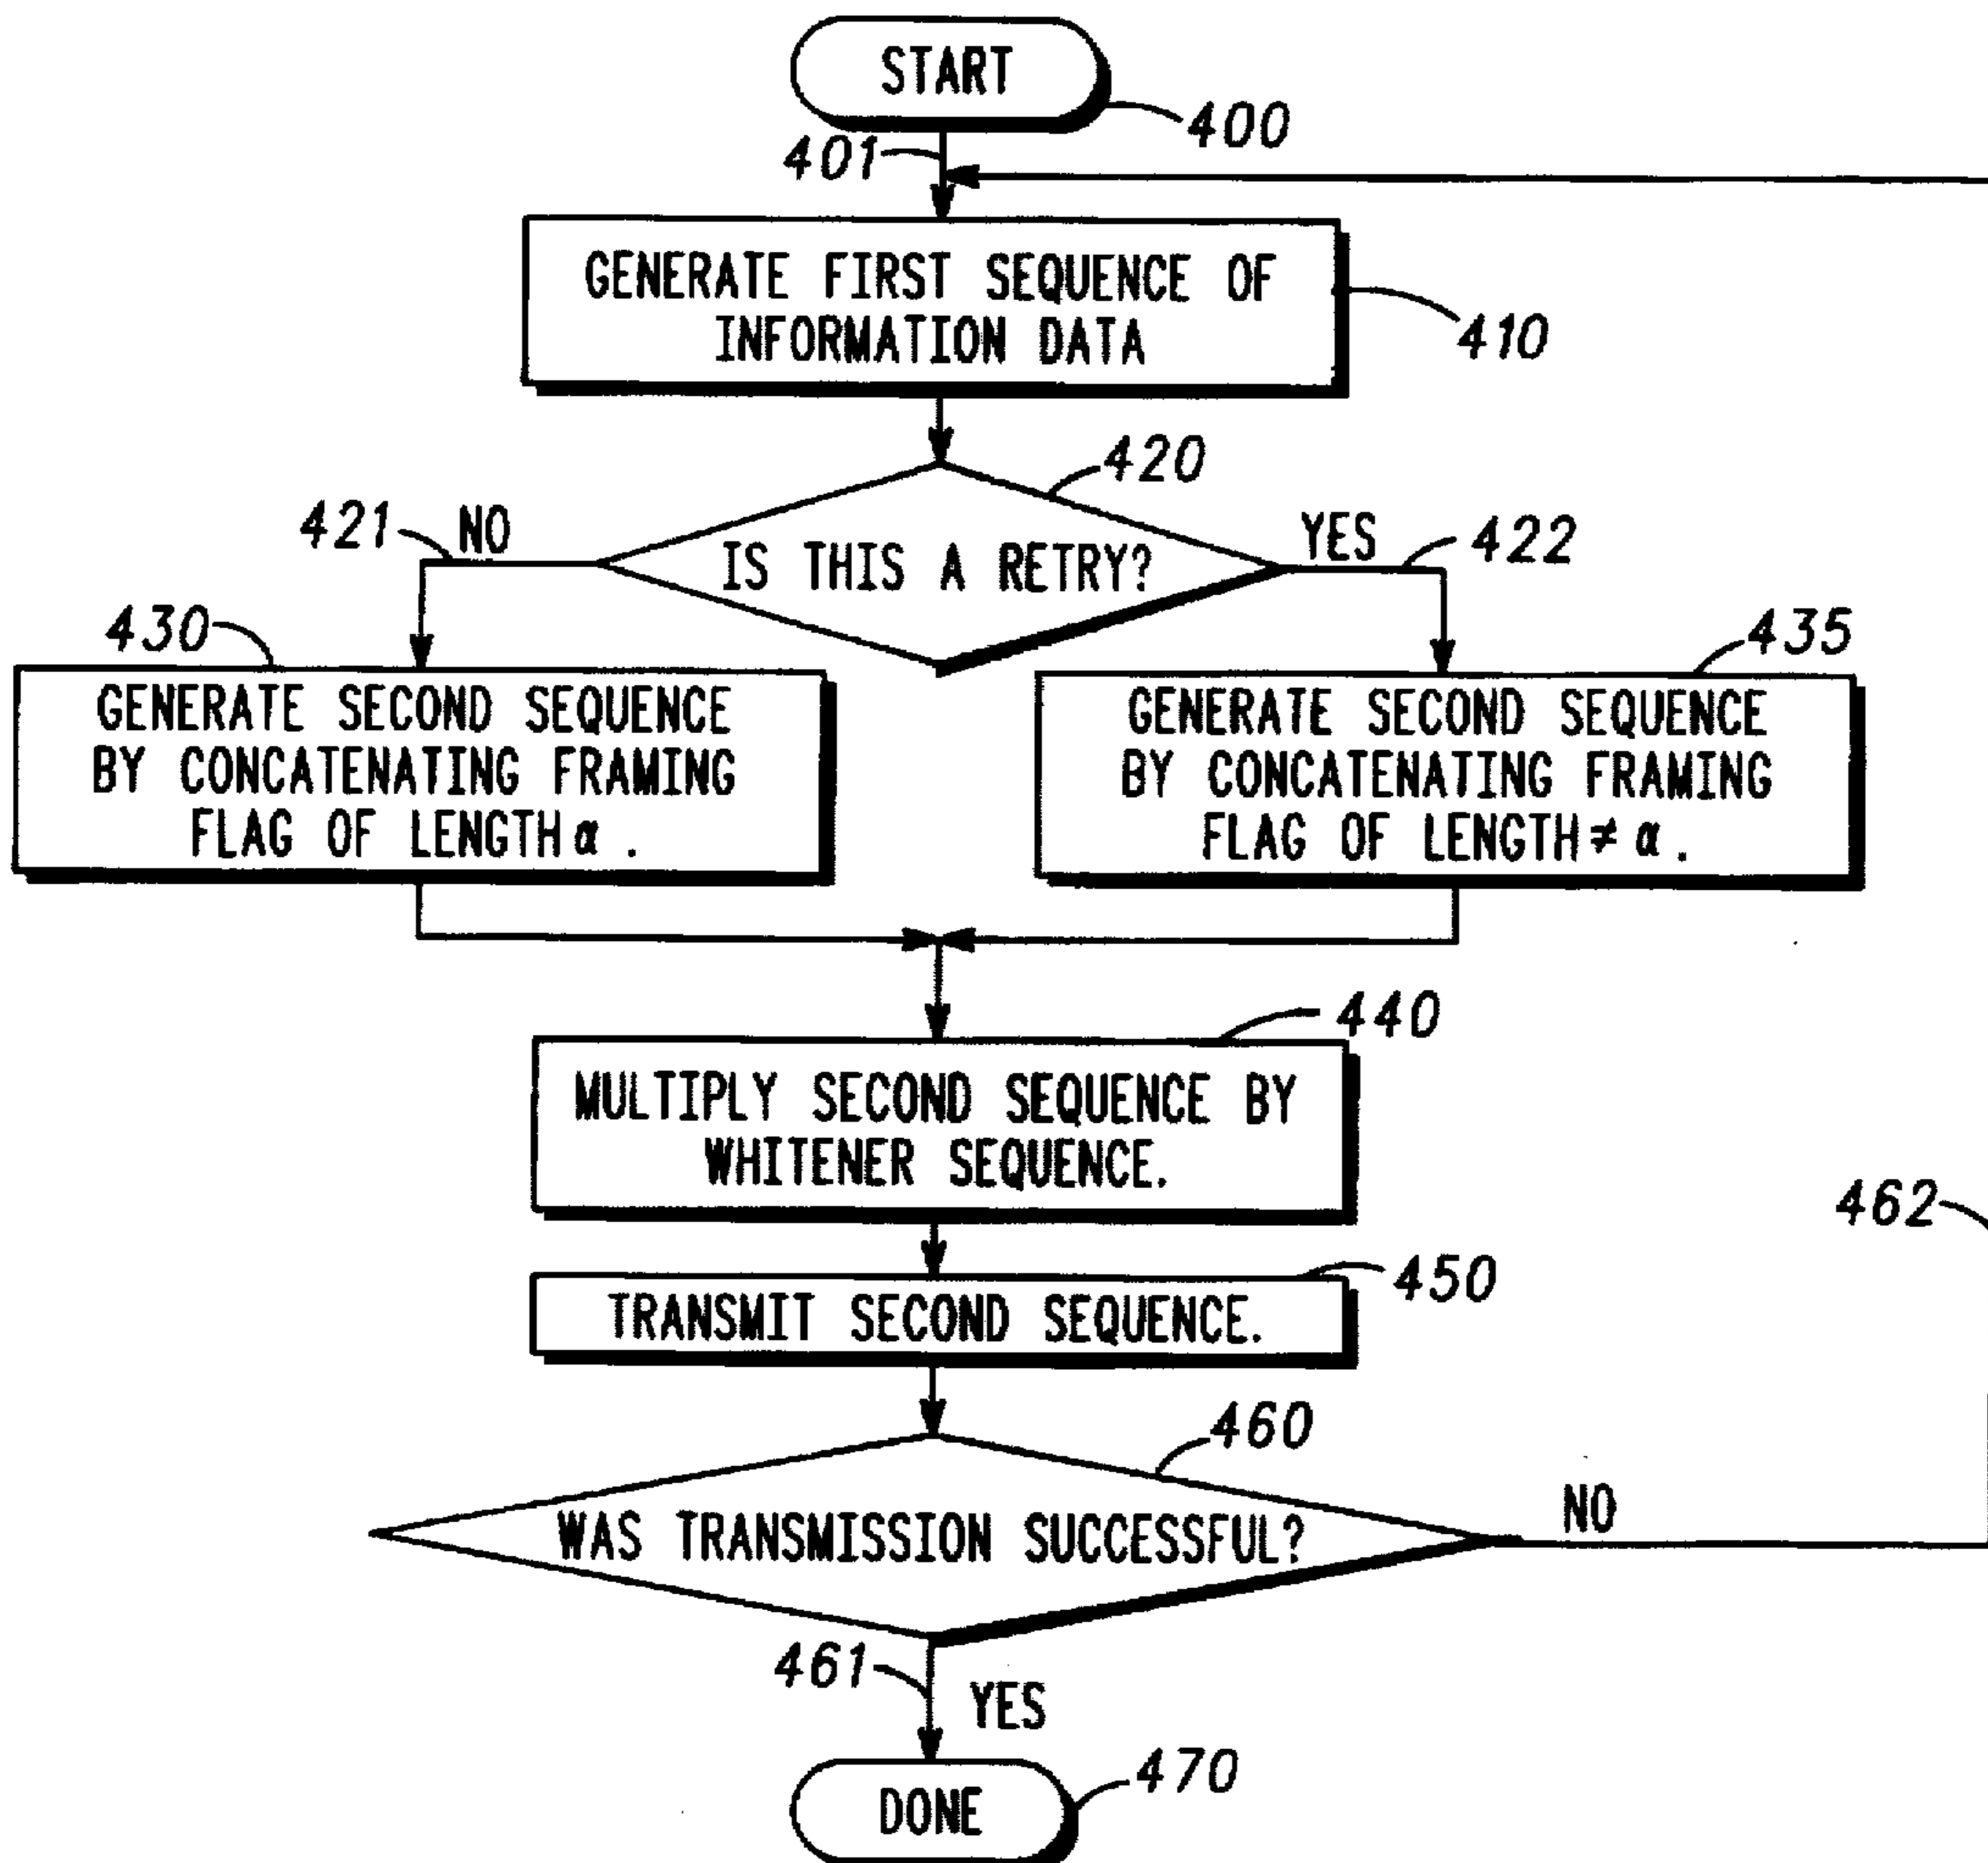 START
400
401
GENERATE FIRST SEQUENCE OF
INFORMATION DATA
410
420
421
NO
IS THIS A RETRY?
YES
422
430
435
GENERATE SECOND SEQUENCE
BY CONCATENATING FRAMING
FLAG OF LENGTH α .
GENERATE SECOND SEQUENCE
BY CONCATENATING FRAMING
FLAG OF LENGTH ≠ α .
440
MULTIPLY SECOND SEQUENCE BY
WHITENER SEQUENCE.
462
450
TRANSMIT SECOND SEQUENCE.
460
WAS TRANSMISSION SUCCESSFUL?
NO
461
YES
470
DONE